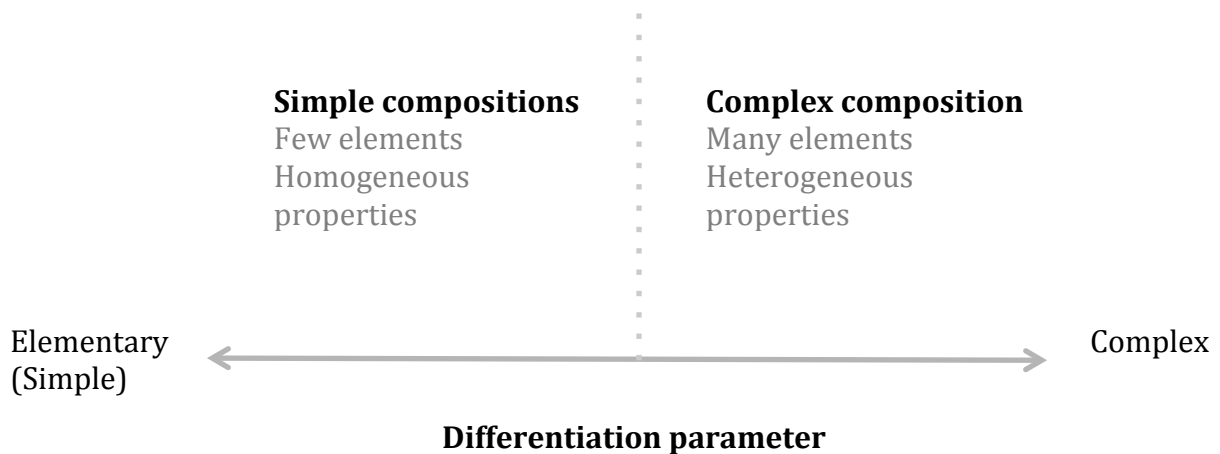 Simple compositions
Few elements
Homogeneous
properties
Complex composition
Many elements
Heterogeneous
properties
Elementary
(Simple)
Complex
Differentiation parameter